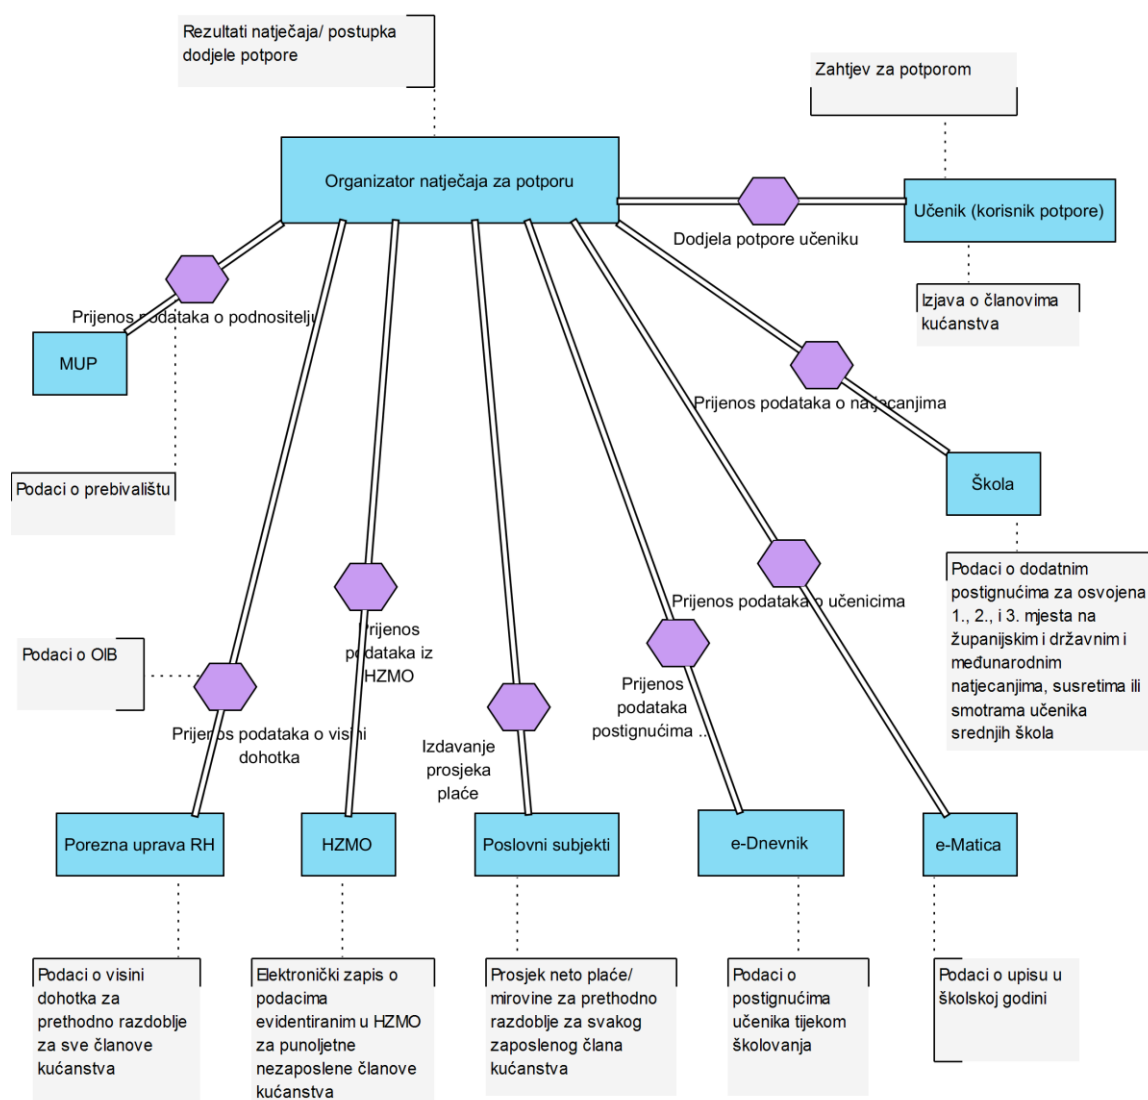 Rezultati natječaja/ postupka
dodjele potpore
Zahtjev za potporom
Organizator natječaja za potporu
Učenik (korisnik potpore)
Dodjela potpore učeniku
Izjava o članovima
kućanstva
Prijenos podataka o podnositelju
MUP
Prijenos podataka o natjecanjima
Podaci o prebivalištu
Škola
Podaci o dodatnim
postignućima za osvojena
1., 2., i 3. mjesta na
županijskim i državnim i
međunarodnim
natjecanjima, susretima ili
smotrama učenika
srednjih škola
Prijenos podataka o učenicima
Prijenos
podataka iz
HZMO
Podaci o OIB
Prijenos podataka o visini
dohotka
Izdavanje
prosjeka
plaće
Prijenos
podataka
postignućima ..
Porezna uprava RH
HZMO
Poslovni subjekti
e-Dnevnik
e-Matica
Podaci o visini
dohotka za
prethodno razdoblje
za sve članove
kućanstva
Elektronički zapis o
podacima
evidentiranim u HZMO
za punoljetne
nezaposlene članove
kućanstva
Prosjek neto plaće/
mirovine za prethodno
razdoblje za svakog
zaposlenog člana
kućanstva
Podaci o
postignućima
učenika tijekom
školovanja
Podaci o upisu u
školskoj godini